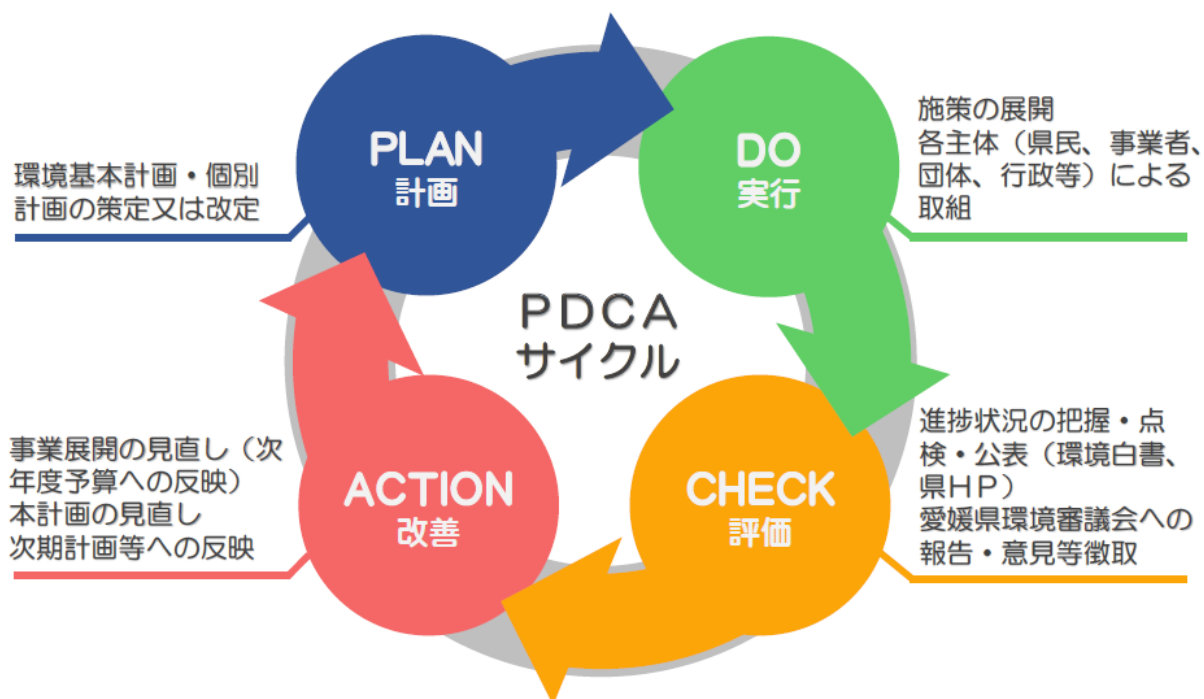 PLAN
計画
環境基本計画・個別
計画の策定又は改定
DO
実行
施策の展開
各主体（県民、事業者、
団体、行政等）による
取組
PDCA
サイクル
CHECK
評価
進捗状況の把握・点
検・公表（環境白書、
県ＨＰ）
愛媛県環境審議会への
報告・意見等徴取
ACTION
改善
事業展開の見直し（次
年度予算への反映）
本計画の見直し
次期計画等への反映